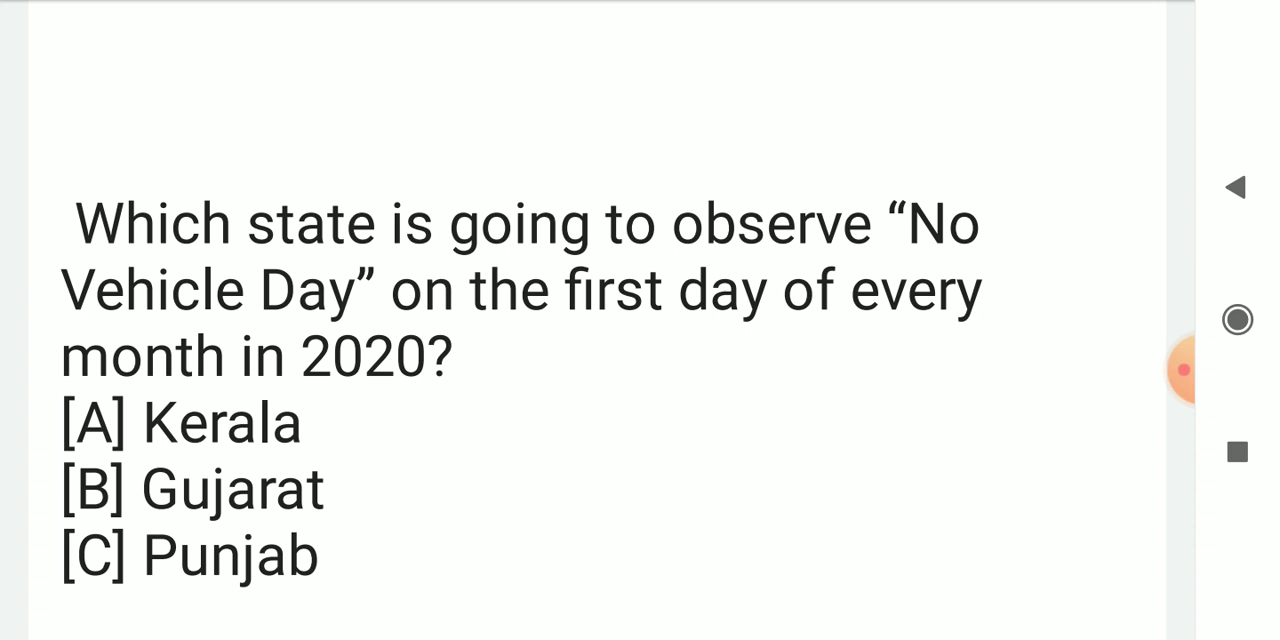 Which state is going to observe “No
Vehicle Day” on the first day of every
month in 2020?
[A] Kerala
[B] Gujarat
[C] Punjab